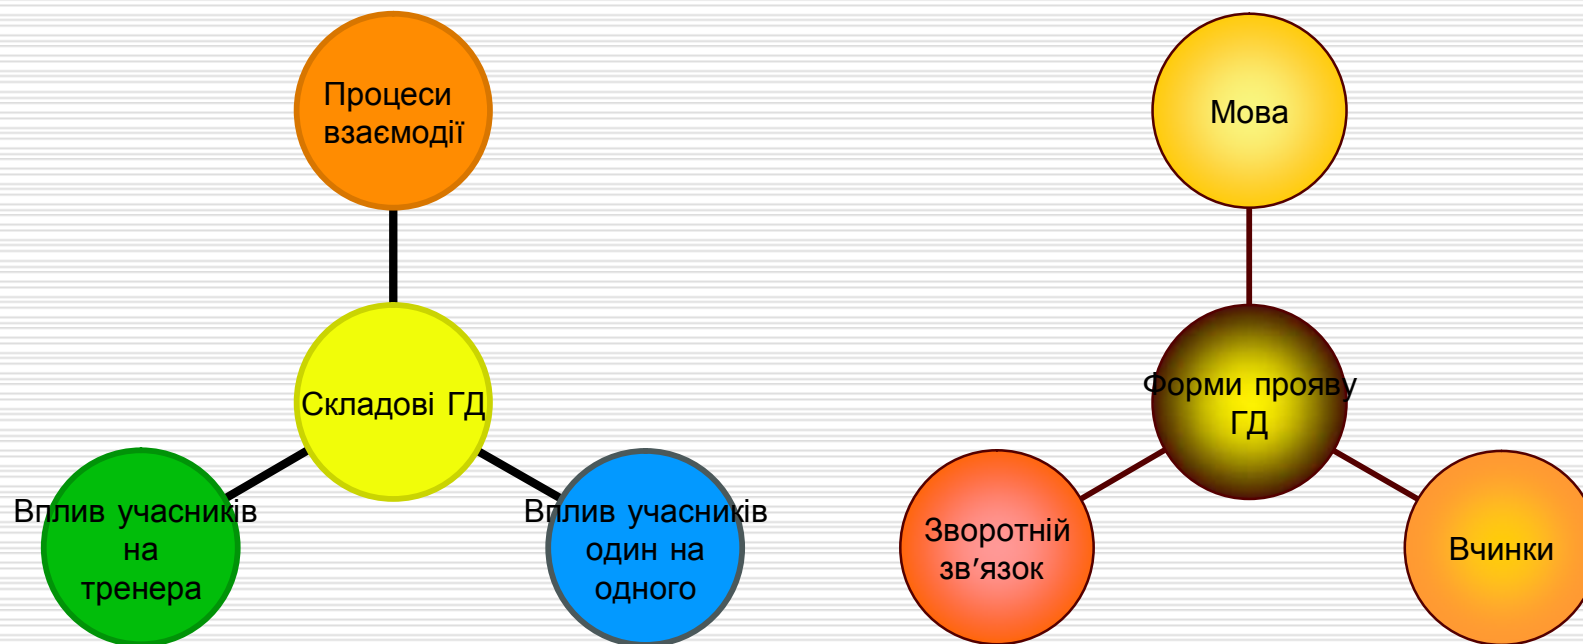 Процеси
взаємодії
Складові ГД
Вплив учасників
на
тренера
Вплив учасників
один на
одного
Мова
Форми прояву
ГД
Зворотній
зв’язок
Вчинки